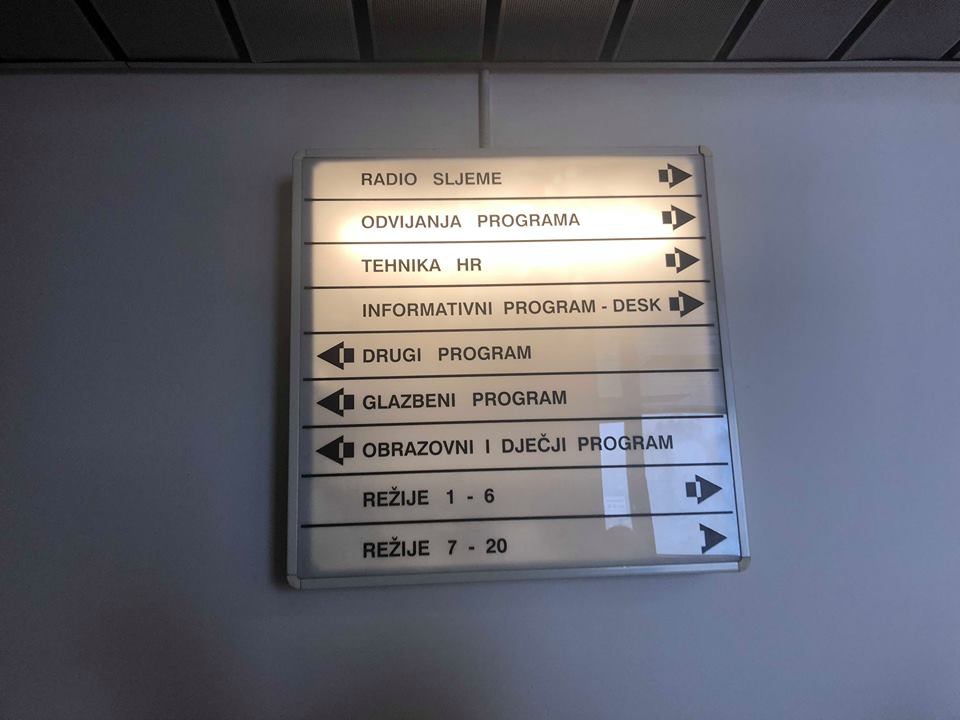 RADIO SLJEME
ODVIJANJA PROGRAMA
TEHNIKA HR
INFORMATIVNI PROGRAM - DESK
DRUGI PROGRAM
GLAZBENI PROGRAM
OBRAZOVNI I DJEČJI PROGRAM
REŽIJE 1 - 6
REŽIJE 7 - 20